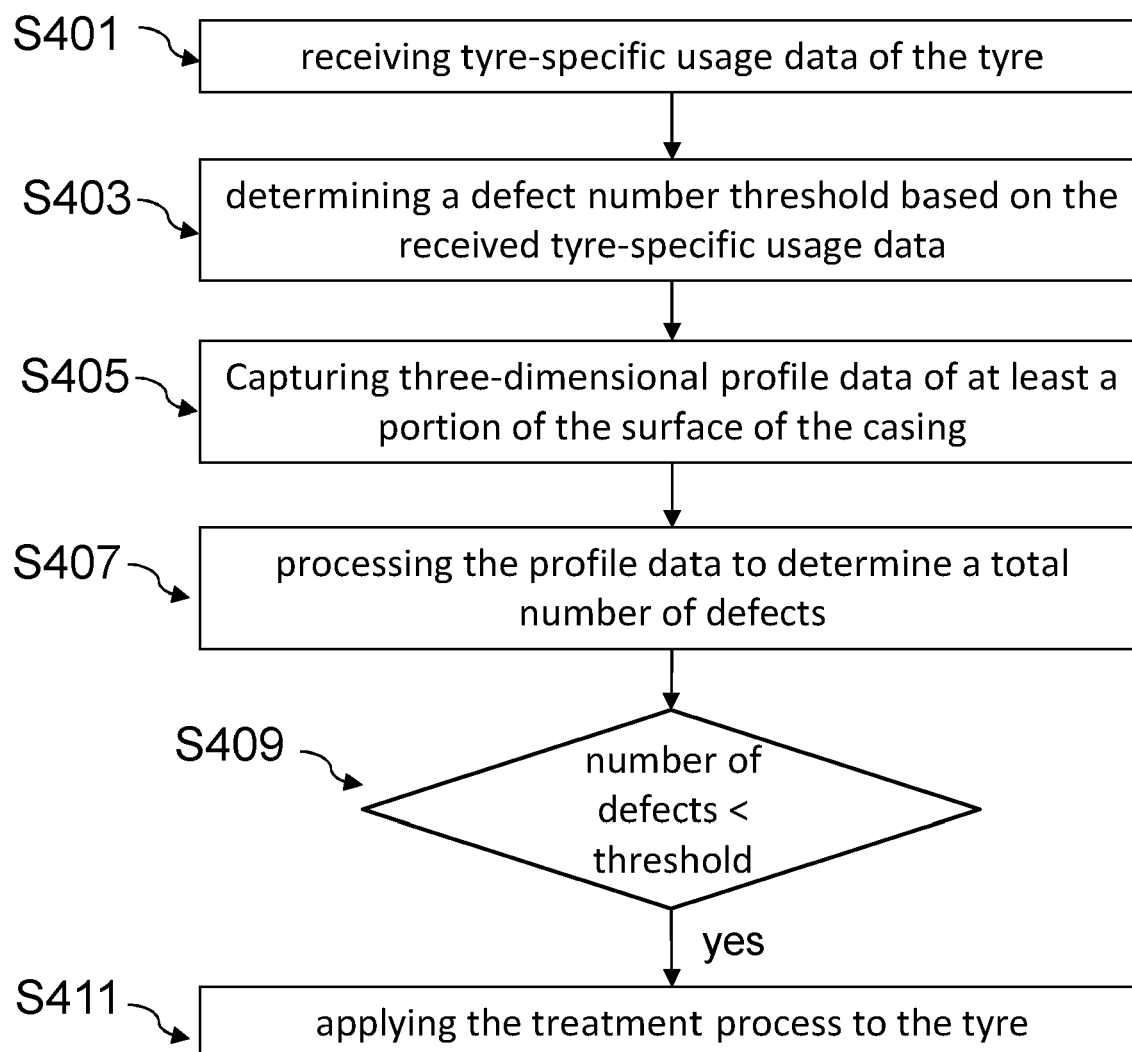 S401
receiving tyre-specific usage data of the tyre
S403
determining a defect number threshold based on the
received tyre-specific usage data
S405
Capturing three-dimensional profile data of at least a
portion of the surface of the casing
S407
processing the profile data to determine a total
number of defects
S409
number of
defects <
threshold
yes
S411
applying the treatment process to the tyre